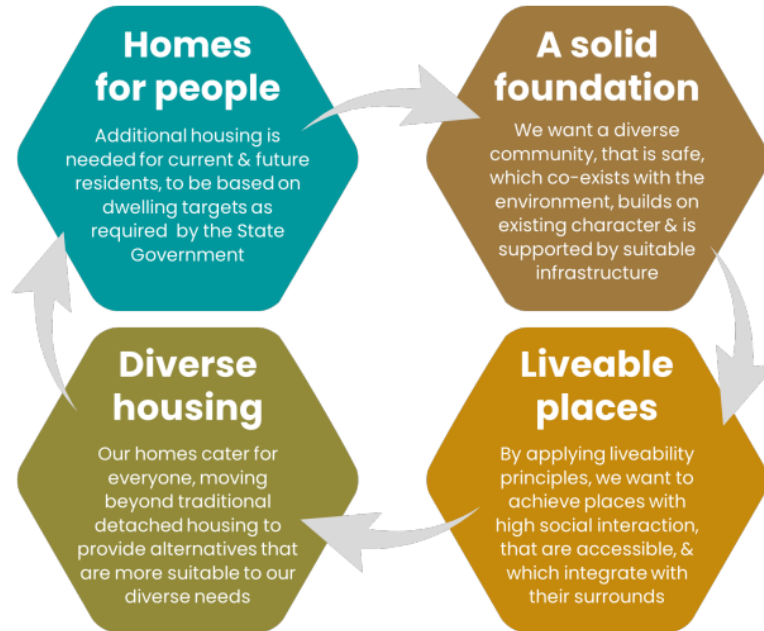 Homes
for people
Additional housing is
needed for current & future
residents, to be based on
dwelling targets as
required by the State
Government
A solid
foundation
We want a diverse
community, that is safe,
which co-exists with the
environment, builds on
existing character & is
supported by suitable
infrastructure
Liveable
places
By applying liveability
principles, we want to
achieve places with
high social interaction,
that are accessible, &
which integrate with
their surrounds
Diverse
housing
Our homes cater for
everyone, moving
beyond traditional
detached housing to
provide alternatives that
are more suitable to our
diverse needs